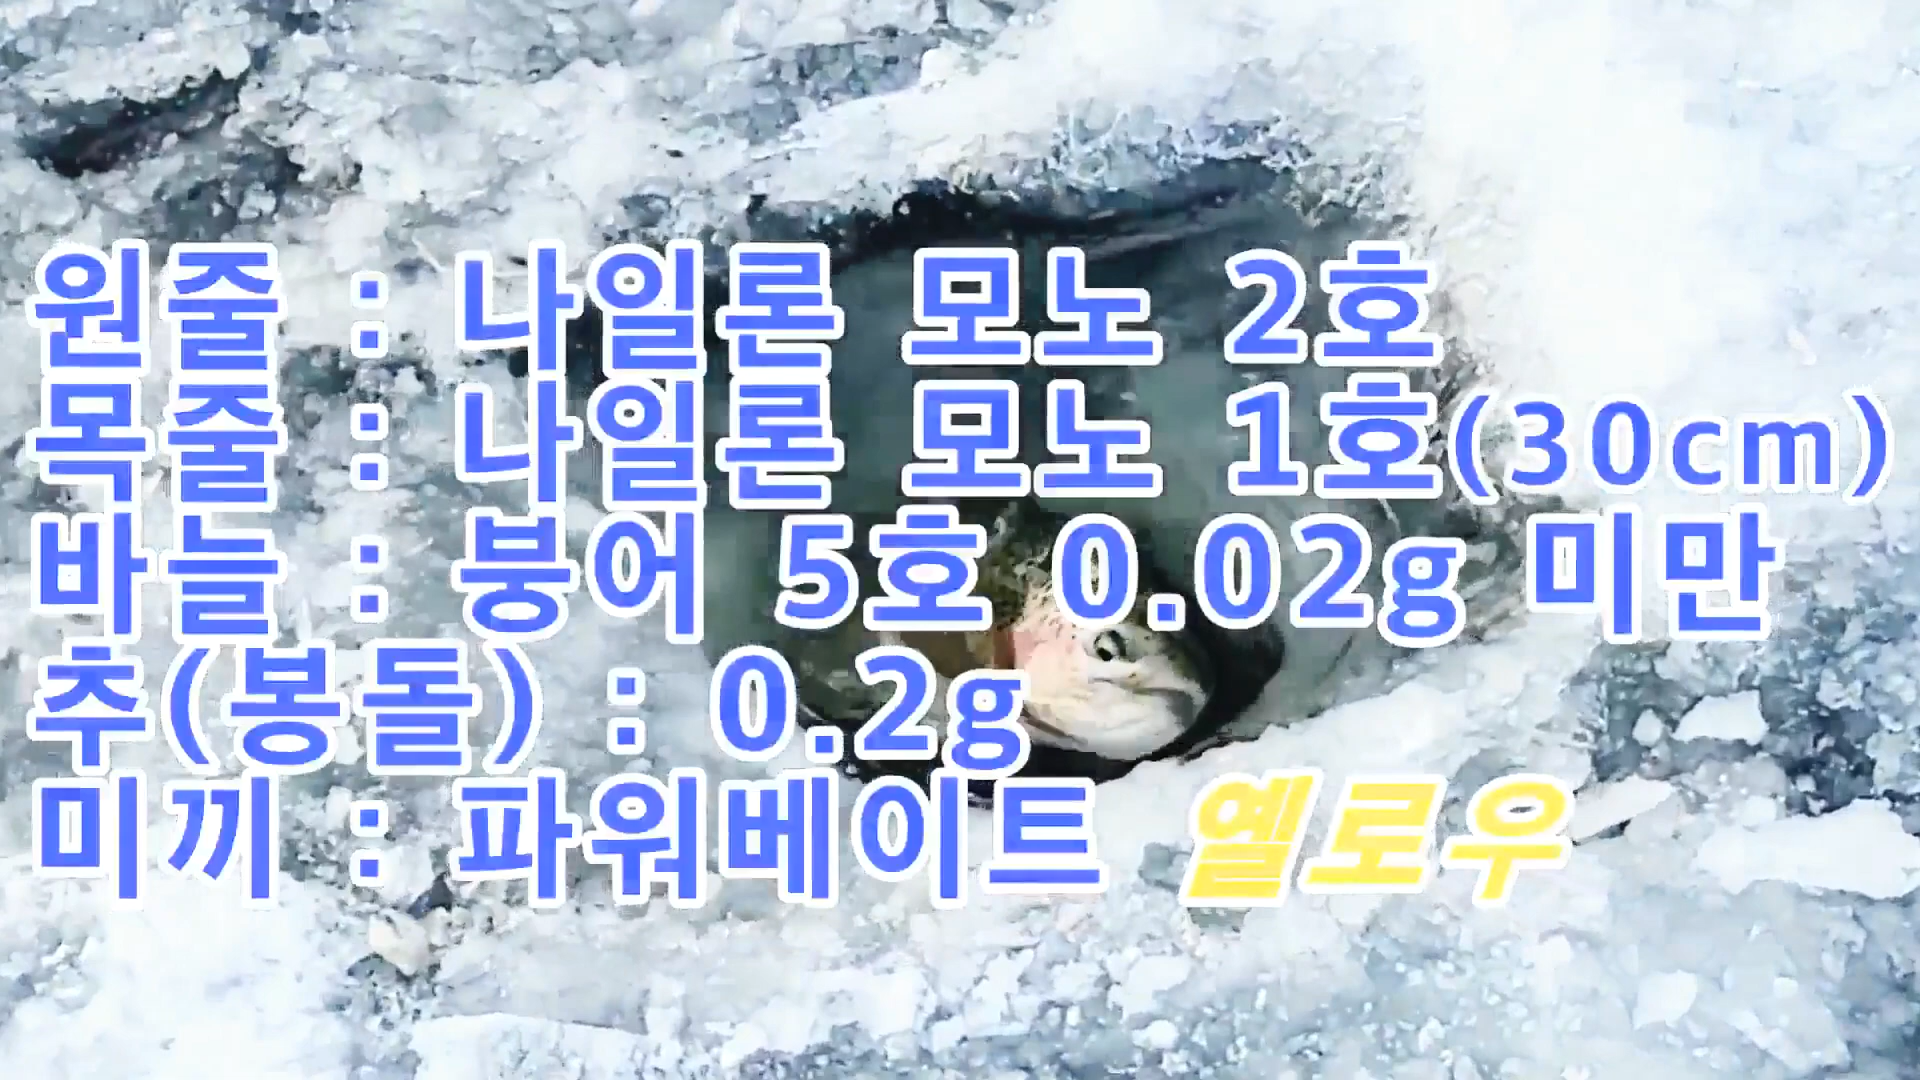 원줄 : 나일론 모노 2호
목줄 : 나일론 모노 1호(30cm)
바늘 : 붕어 5호 0.02g 미만
추(봉돌) : 0.2g
미끼 : 파워베이트 옐로우